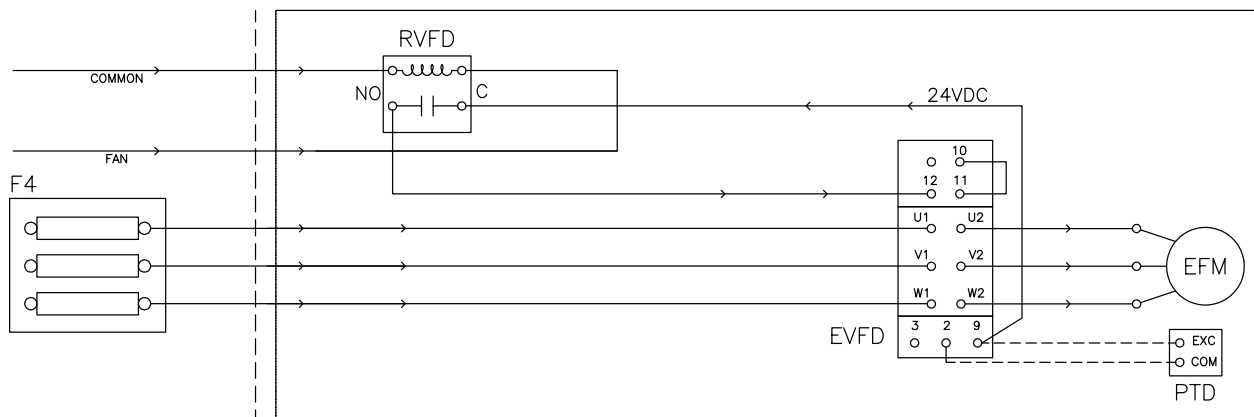 RVFD
COMMON
NO
C
24VDC
FAN
10
12
11
F4
U1
U2
V1
V2
EFM
W1
W2
EVFD
3
2
9
EXC
COM
PTD